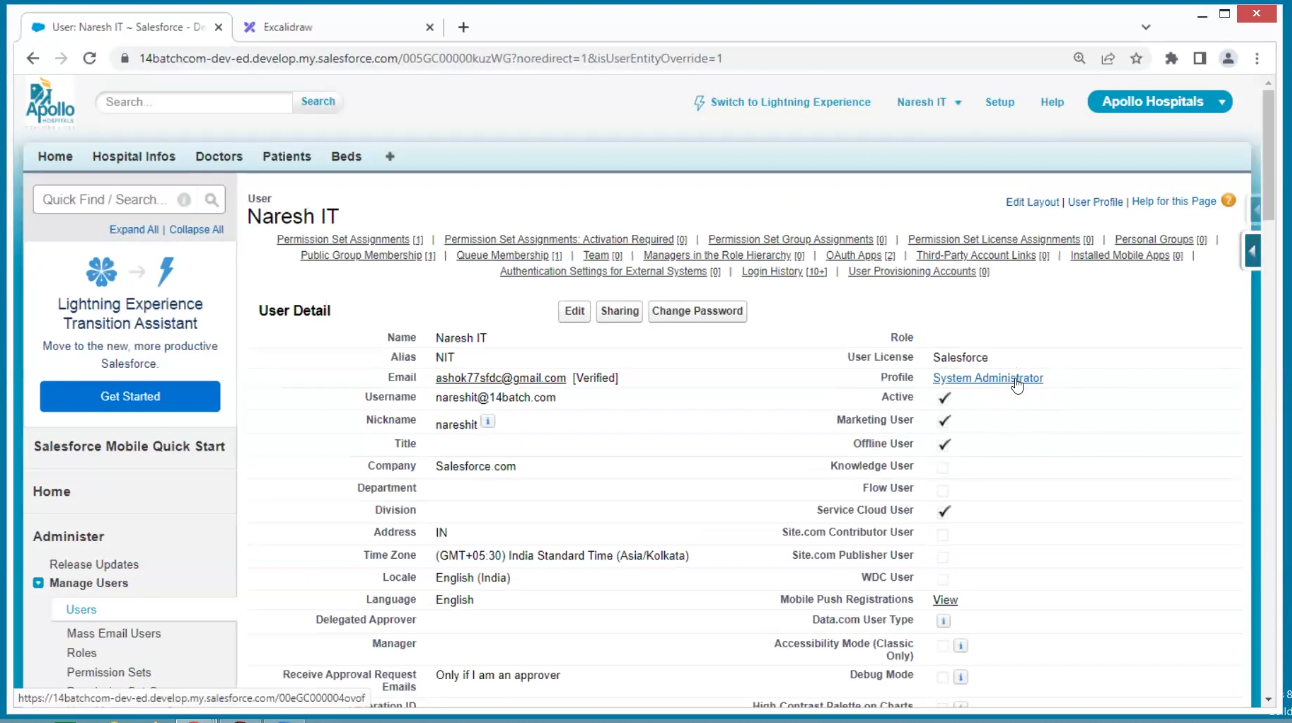 User: Naresh IT ~ Salesforce - De
Excalidraw
14batchcom-dev-ed.develop.my.salesforce.com/005GC00000kuzWG?noredirect=1&isUserEntityOverride=1
Apollo
HOSPITALS
Search...
Search
Switch to Lightning Experience
Naresh IT
Setup
Help
Apollo Hospitals
Home
Hospital Infos
Doctors
Patients
Beds
Quick Find / Search...
Expand All | Collapse All
Lightning Experience
Transition Assistant
Move to the new, more productive
Salesforce.
Get Started
Salesforce Mobile Quick Start
Home
Administer
Release Updates
Manage Users
Users
Mass Email Users
Roles
Permission Sets
https://14batchcom-dev-ed.develop.my.salesforce.com/00eGC000004ovof
User
Naresh IT
Edit Layout | User Profile | Help for this Page
Permission Set Assignments [1] | Permission Set Assignments: Activation Required [0] | Permission Set Group Assignments [0] | Permission Set License Assignments [0] | Personal Groups [0] |
Public Group Membership [1] | Queue Membership [1] | Team [0] | Managers in the Role Hierarchy [0] | OAuth Apps [2] | Third-Party Account Links [0] | Installed Mobile Apps [0] |
Authentication Settings for External Systems [0] | Login History [10+] | User Provisioning Accounts [0]
User Detail
Edit
Sharing
Change Password
Name Naresh IT Role
Alias NIT User License Salesforce
Email ashok77sfdc@gmail.com [Verified] Profile System Administrator
Username nareshit@14batch.com Active
Nickname nareshit Marketing User
Title Offline User
Company Salesforce.com Knowledge User
Department Flow User
Division Service Cloud User
Address IN Site.com Contributor User
Time Zone (GMT+05:30) India Standard Time (Asia/Kolkata) Site.com Publisher User
Locale English (India) WDC User
Language English Mobile Push Registrations View
Delegated Approver Data.com User Type
Manager Accessibility Mode (Classic
Only)
Receive Approval Request Only if I am an approver Debug Mode
Emails
High Contrast Palette on Charts